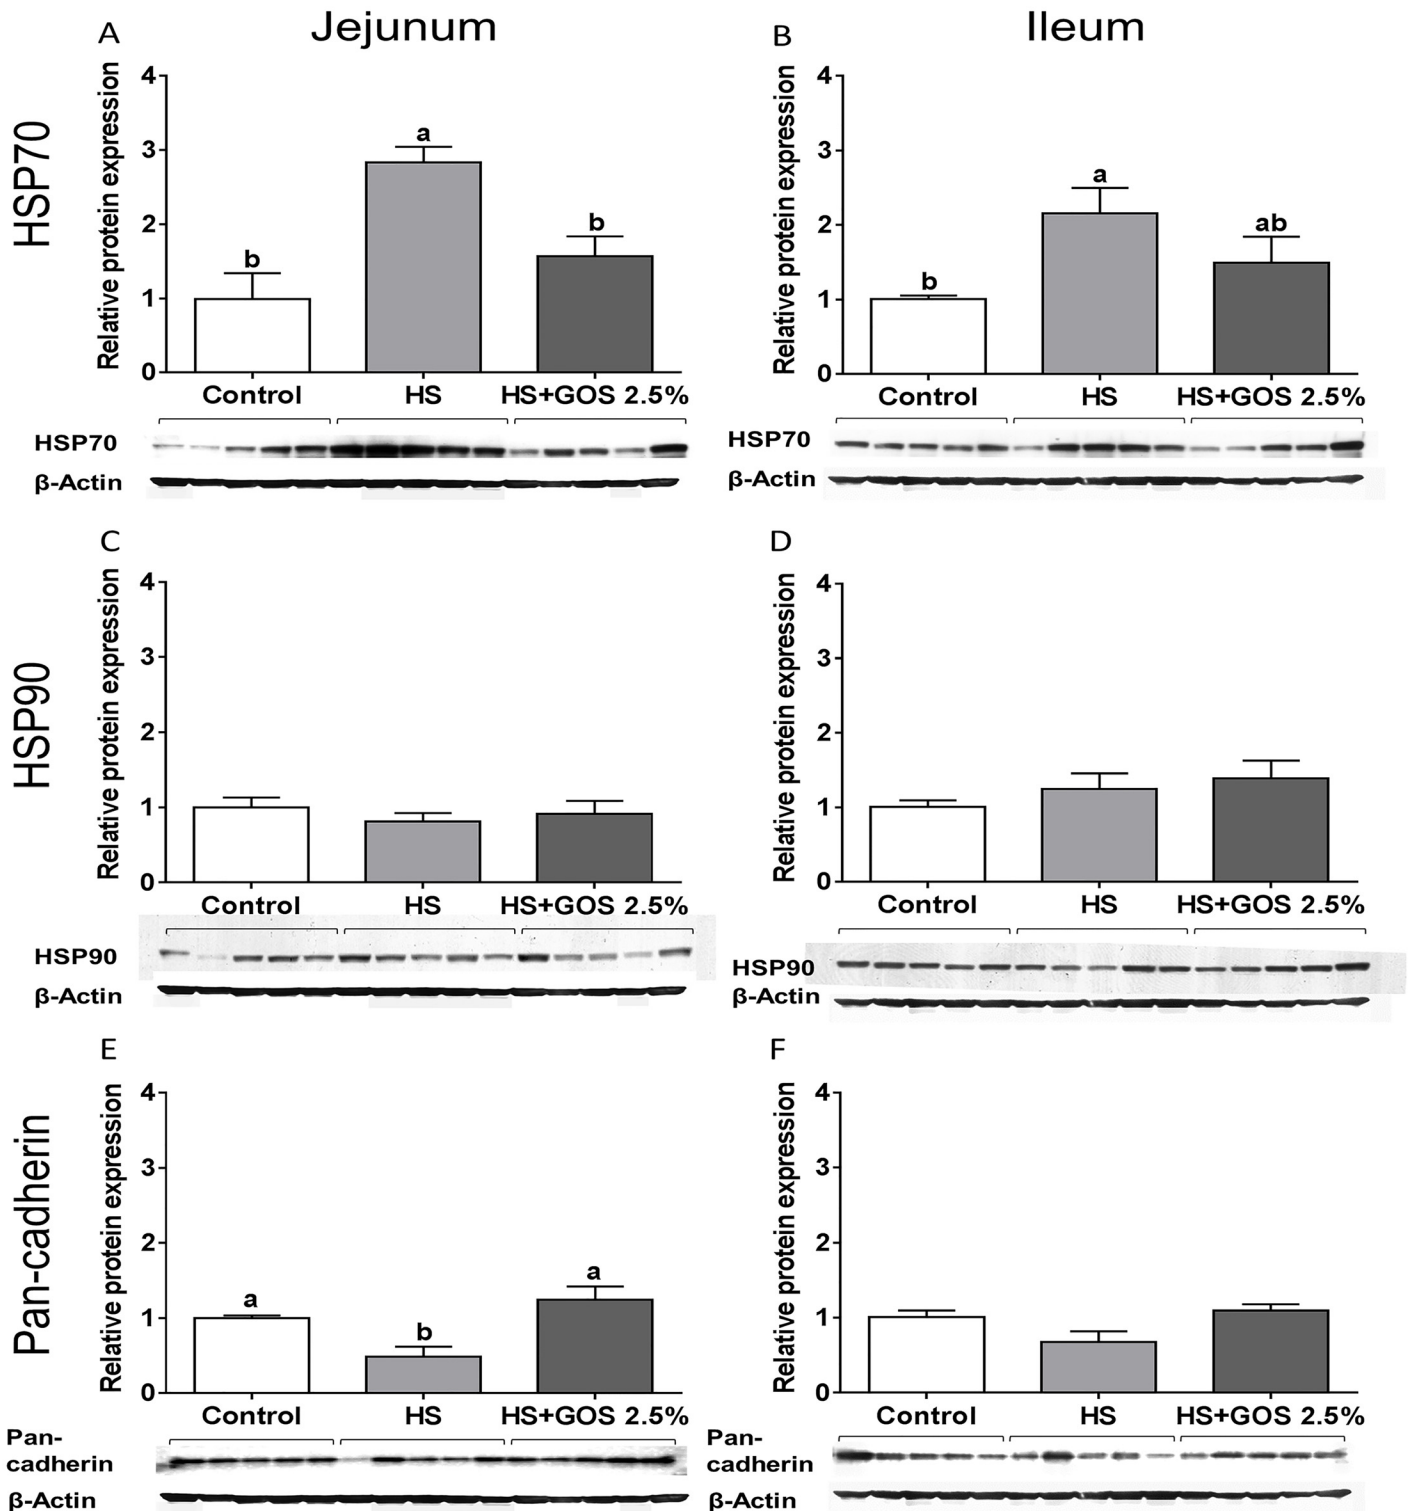 Jejunum
Ileum
HSP70
A
Relative protein expression
4
3
2
1
0
b
a
b
Control
HS
HS+GOS 2.5%
HSP70
β-Actin
B
Relative protein expression
4
3
2
1
0
b
a
ab
Control
HS
HS+GOS 2.5%
HSP70
β-Actin
HSP90
C
Relative protein expression
4
3
2
1
0
Control
HS
HS+GOS 2.5%
HSP90
β-Actin
D
Relative protein expression
4
3
2
1
0
Control
HS
HS+GOS 2.5%
HSP90
β-Actin
Pan-cadherin
E
Relative protein expression
4
3
2
1
0
a
b
a
Control
HS
HS+GOS 2.5%
Pan-
cadherin
β-Actin
F
Relative protein expression
4
3
2
1
0
Control
HS
HS+GOS 2.5%
Pan-
cadherin
β-Actin